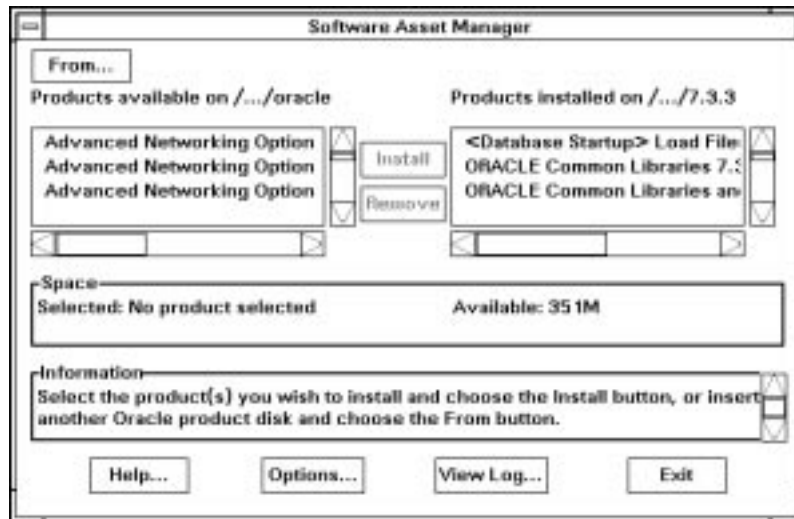 Software Asset Manager
From...
Products available on /.../oracle
Products installed on /.../7.3.3
Advanced Networking Option
Advanced Networking Option
Advanced Networking Option
Install
Remove
<Database Startup> Load File
ORACLE Common Libraries 7.3
ORACLE Common Libraries an
Space
Selected: No product selected
Available: 351M
Information
Select the product(s) you wish to install and choose the Install button, or insert
another Oracle product disk and choose the From button.
Help...
Options...
View Log...
Exit